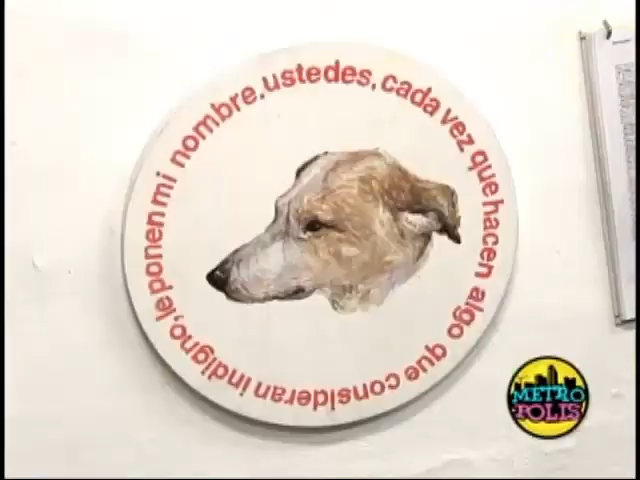 ustedes, cada vez que hacen algo que consideran indigno, le ponen mi nombre.
METRO
POLIS